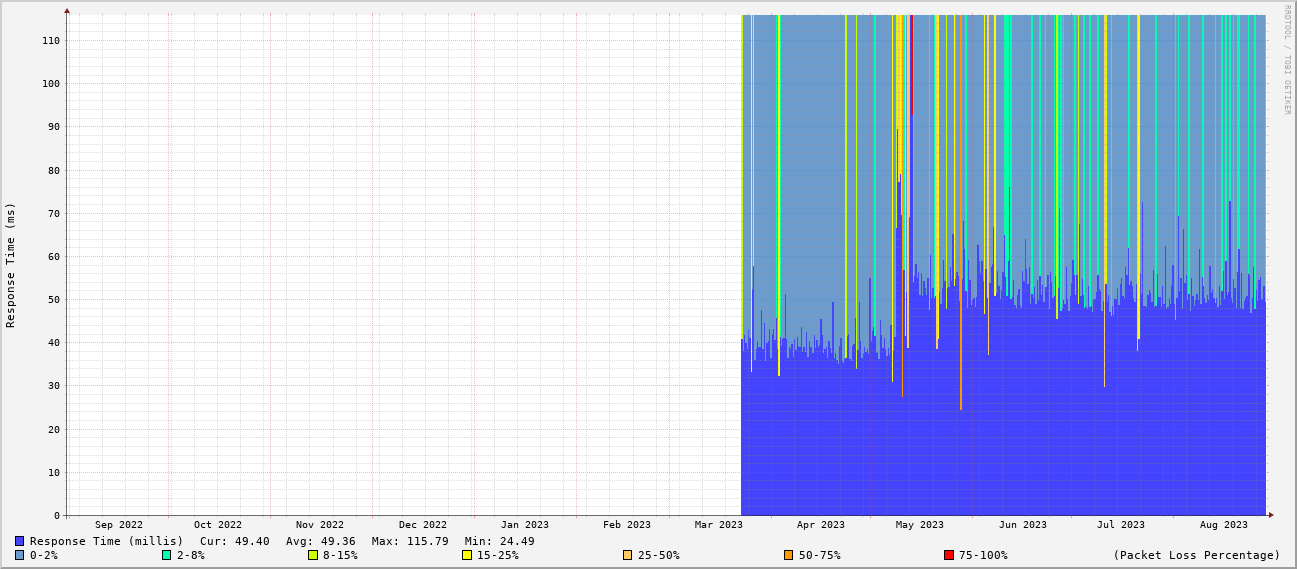 RRDTOOL / TOBI OETIKER
Response Time (ms)
110
100
90
80
70
60
50
40
30
20
10
0
Sep 2022 Oct 2022 Nov 2022 Dec 2022 Jan 2023 Feb 2023 Mar 2023 Apr 2023 May 2023 Jun 2023 Jul 2023 Aug 2023
Response Time (millis) Cur: 49.40 Avg: 49.36 Max: 115.79 Min: 24.49
0-2% 2-8% 8-15% 15-25% 25-50% 50-75% 75-100% (Packet Loss Percentage)